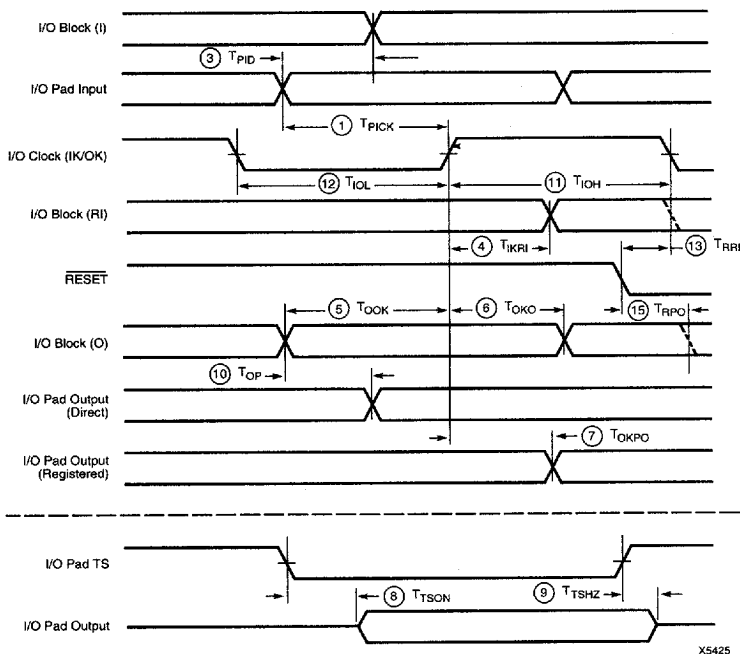 I/O Block (I)
③ TPID
I/O Pad Input
① TPICK
I/O Clock (IK/OK)
⑫ TIOL
⑪ TIOH
I/O Block (RI)
④ TIKRI
⑬ TRRI
RESET
⑤ TOOK
⑥ TOKO
⑮ TRPO
I/O Block (O)
⑩ TOP
I/O Pad Output
(Direct)
⑦ TOKPO
I/O Pad Output
(Registered)
I/O Pad TS
⑧ TTSON
⑨ TTSHZ
I/O Pad Output
X5425